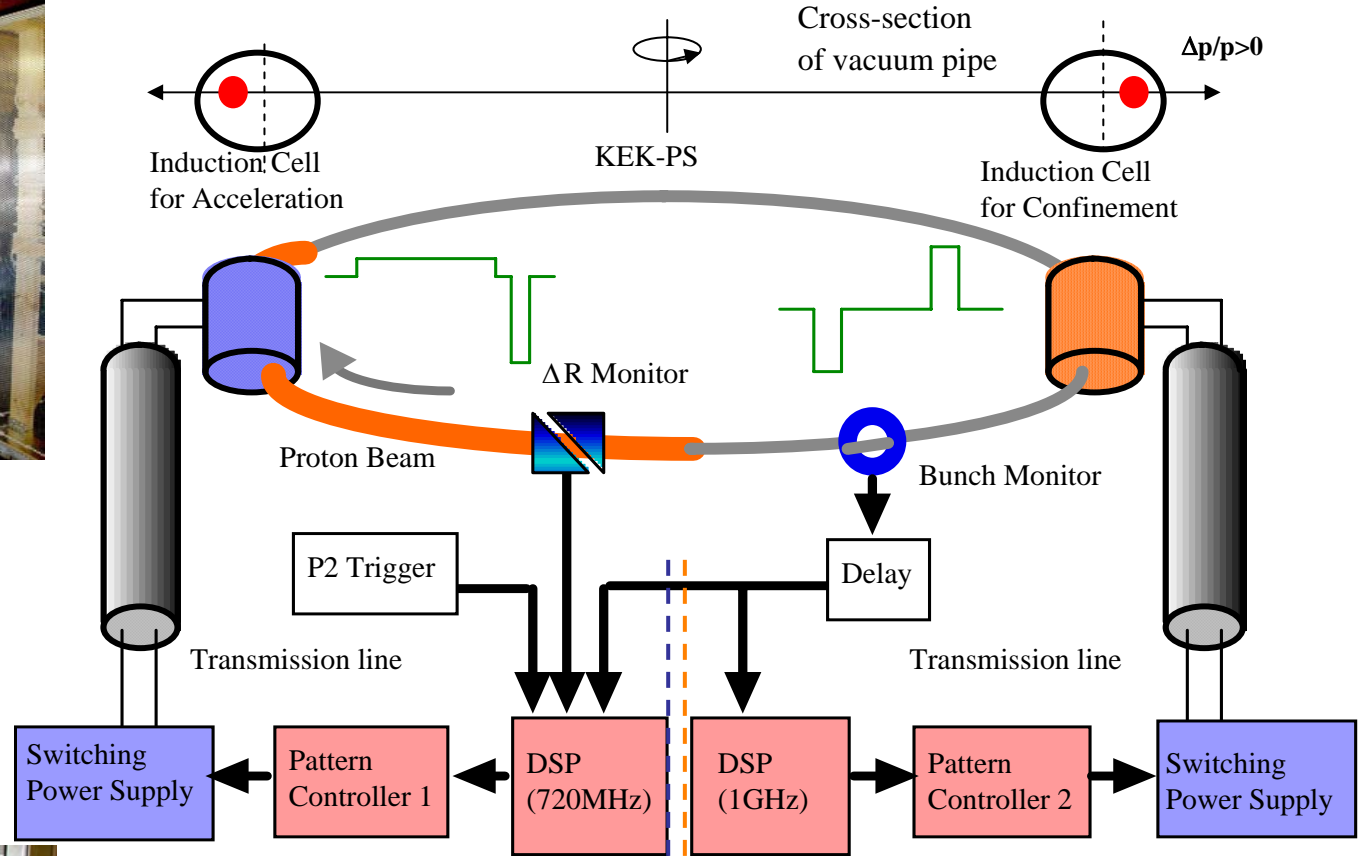 Cross-section
of vacuum pipe
Δp/p>0
KEK-PS
Induction Cell
for Acceleration
Induction Cell
for Confinement
ΔR Monitor
Proton Beam
Bunch Monitor
P2 Trigger
Delay
Transmission line
Transmission line
Switching
Power Supply
Pattern
Controller 1
DSP
(720MHz)
DSP
(1GHz)
Pattern
Controller 2
Switching
Power Supply